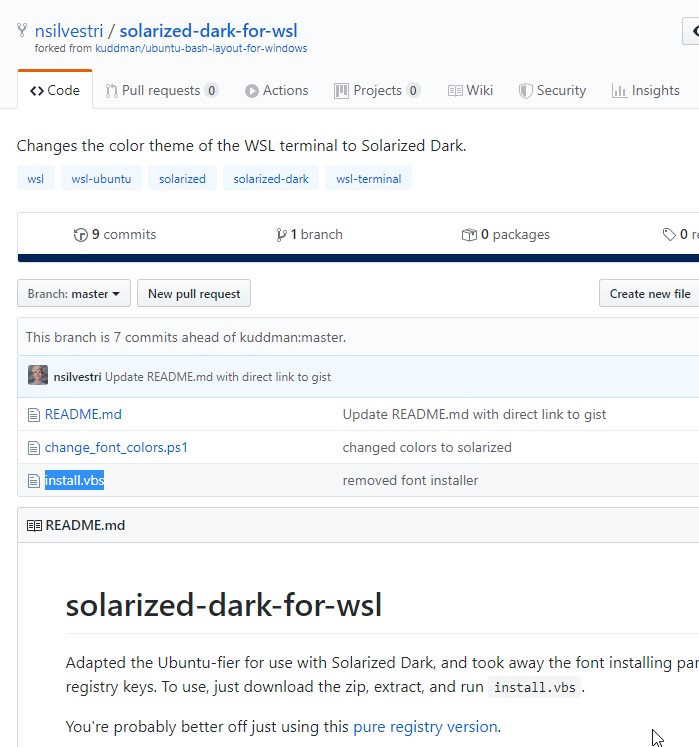 nsilvestri / solarized-dark-for-wsl
forked from kuddman/ubuntu-bash-layout-for-windows
Code Pull requests 0 Actions Projects 0 Wiki Security Insights
Changes the color theme of the WSL terminal to Solarized Dark.
wsl wsl-ubuntu solarized solarized-dark wsl-terminal
9 commits 1 branch 0 packages 0 re
Branch: master New pull request Create new file
This branch is 7 commits ahead of kuddman:master.
nsilvestri Update README.md with direct link to gist
README.md Update README.md with direct link to gist
change_font_colors.ps1 changed colors to solarized
install.vbs removed font installer
README.md
solarized-dark-for-wsl
Adapted the Ubuntu-fier for use with Solarized Dark, and took away the font installing par
registry keys. To use, just download the zip, extract, and run install.vbs.
You're probably better off just using this pure registry version.